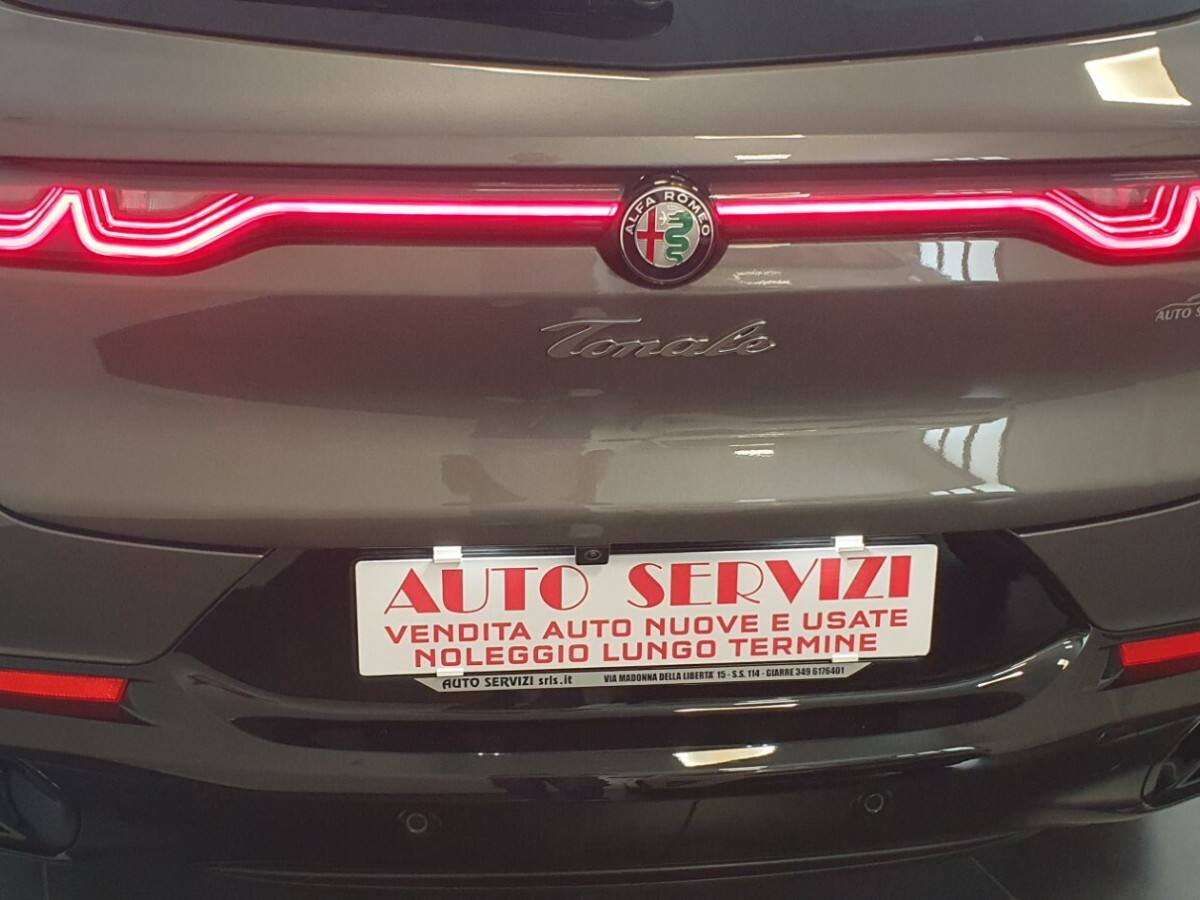 ALFA ROMEO
Tonale
AUTO S
AUTO SERVIZI
VENDITA AUTO NUOVE E USATE
NOLEGGIO LUNGO TERMINE
AUTO SERVIZI srls.it VIA MADONNA DELLA LIBERTA' 15 - S.S. 114 - GIARRE 349 6176401